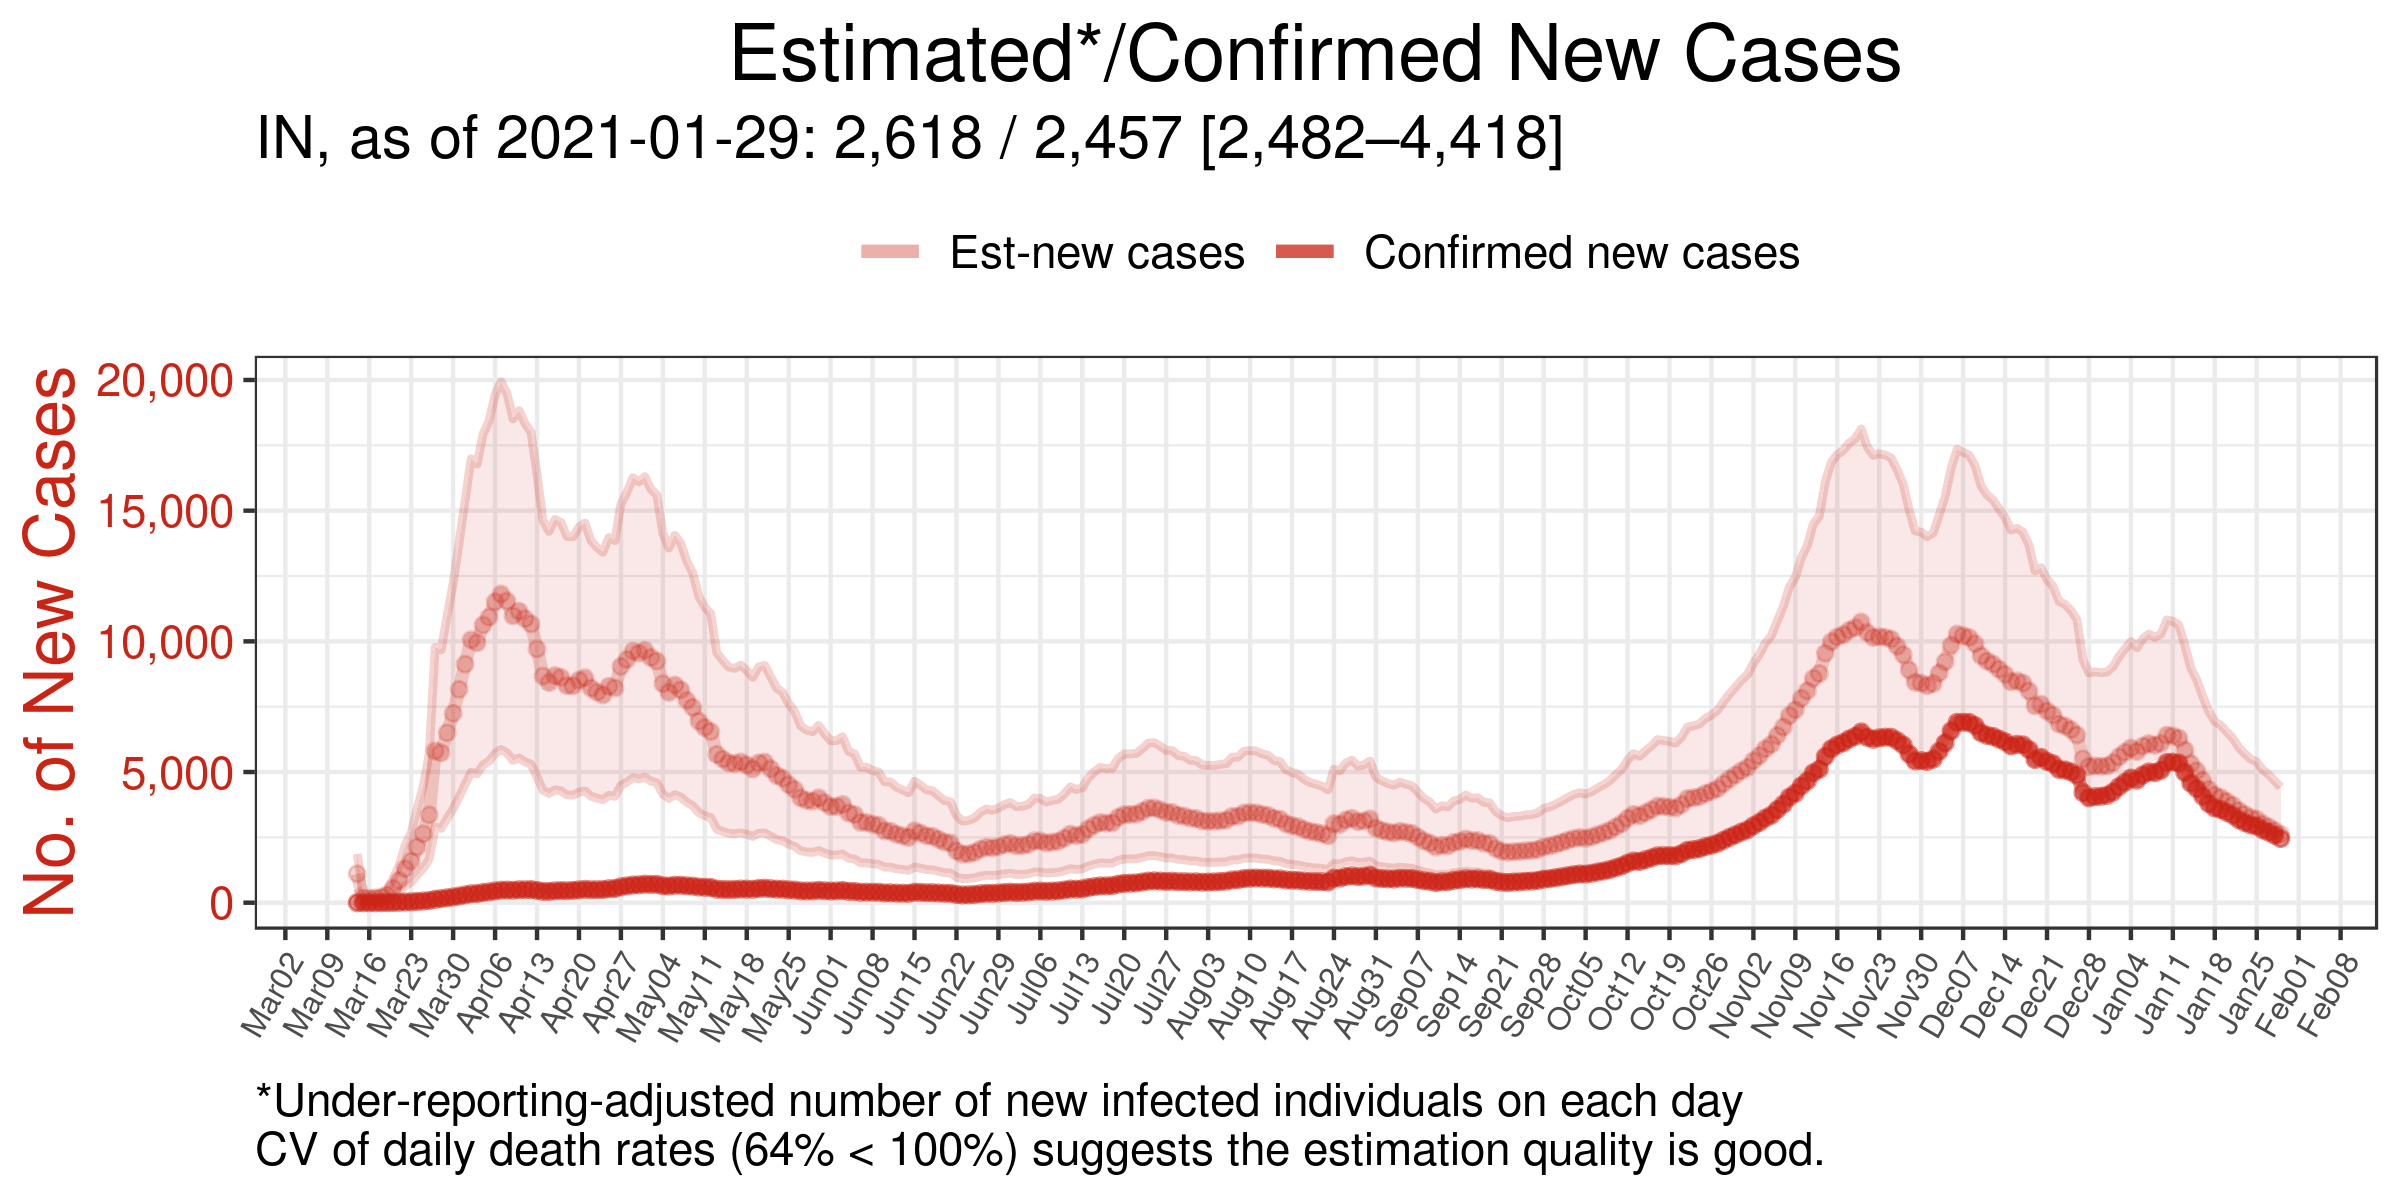 Estimated*/Confirmed New Cases
IN, as of 2021-01-29: 2,618 / 2,457 [2,482–4,418]
Est-new cases
Confirmed new cases
No. of New Cases
20,000
15,000
10,000
5,000
0
Mar02
Mar09
Mar16
Mar23
Mar30
Apr06
Apr13
Apr20
Apr27
May04
May11
May18
May25
Jun01
Jun08
Jun15
Jun22
Jun29
Jul06
Jul13
Jul20
Jul27
Aug03
Aug10
Aug17
Aug24
Aug31
Sep07
Sep14
Sep21
Sep28
Oct05
Oct12
Oct19
Oct26
Nov02
Nov09
Nov16
Nov23
Nov30
Dec07
Dec14
Dec21
Dec28
Jan04
Jan11
Jan18
Jan25
Feb01
Feb08
*Under-reporting-adjusted number of new infected individuals on each day
CV of daily death rates (64% < 100%) suggests the estimation quality is good.